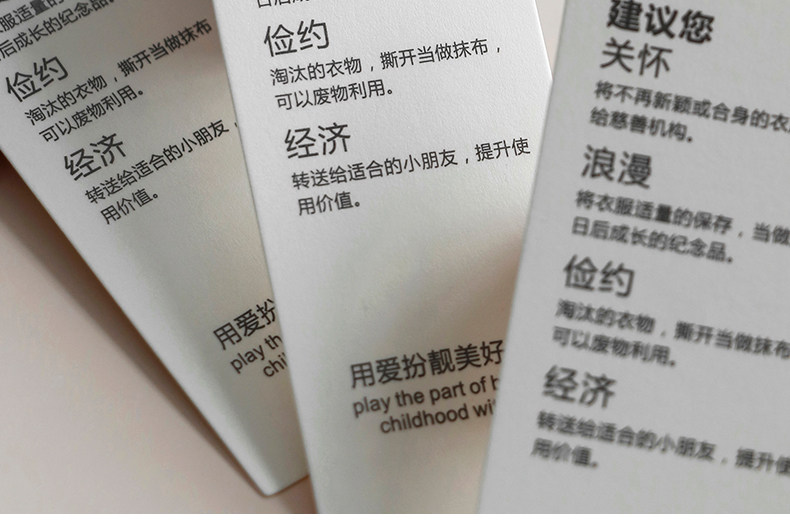 服适量的
日后成长的纪念品。
俭约
淘汰的衣物，撕开当做抹布
可以废物利用。
经济
转送给适合的小朋友，
用价值。
用爱扮
play th
chi
俭约
淘汰的衣物，撕开当做抹布，
可以废物利用。
经济
转送给适合的小朋友，提升使
用价值。
用爱扮靓美好
play the part of b
childhood wi
建议您
关怀
将不再新颖或合身的衣
给慈善机构。
浪漫
将衣服适量的保存，当做
日后成长的纪念品。
俭约
淘汰的衣物，撕开当做抹布
可以废物利用。
经济
转送给适合的小朋友，提升使
用价值。